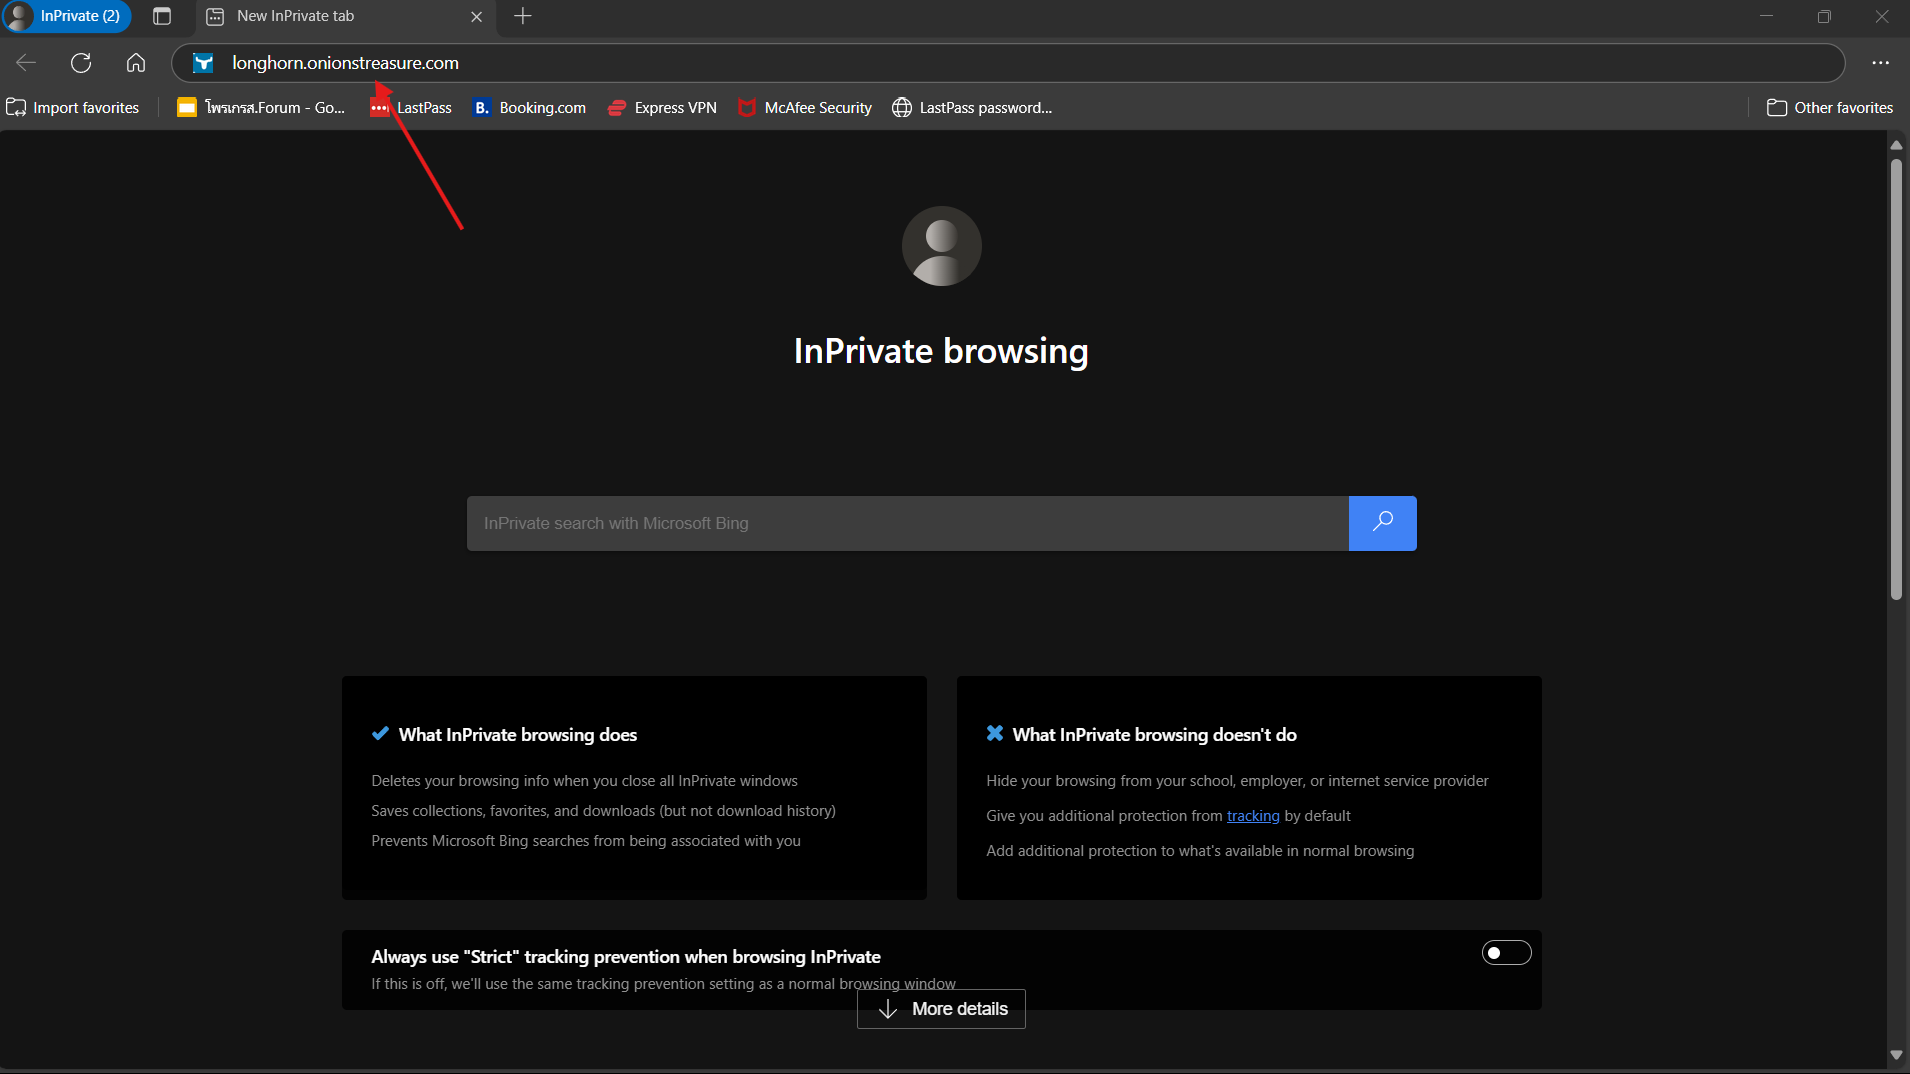 InPrivate (2)
New InPrivate tab
longhorn.onionstreasure.com
Import favorites
โพรเกรส.Forum - Go...
LastPass
B. Booking.com
Express VPN
McAfee Security
LastPass password...
Other favorites
InPrivate browsing
InPrivate search with Microsoft Bing
What InPrivate browsing does
Deletes your browsing info when you close all InPrivate windows
Saves collections, favorites, and downloads (but not download history)
Prevents Microsoft Bing searches from being associated with you
What InPrivate browsing doesn't do
Hide your browsing from your school, employer, or internet service provider
Give you additional protection from tracking by default
Add additional protection to what's available in normal browsing
Always use "Strict" tracking prevention when browsing InPrivate
If this is off, we'll use the same tracking prevention setting as a normal browsing window
More details